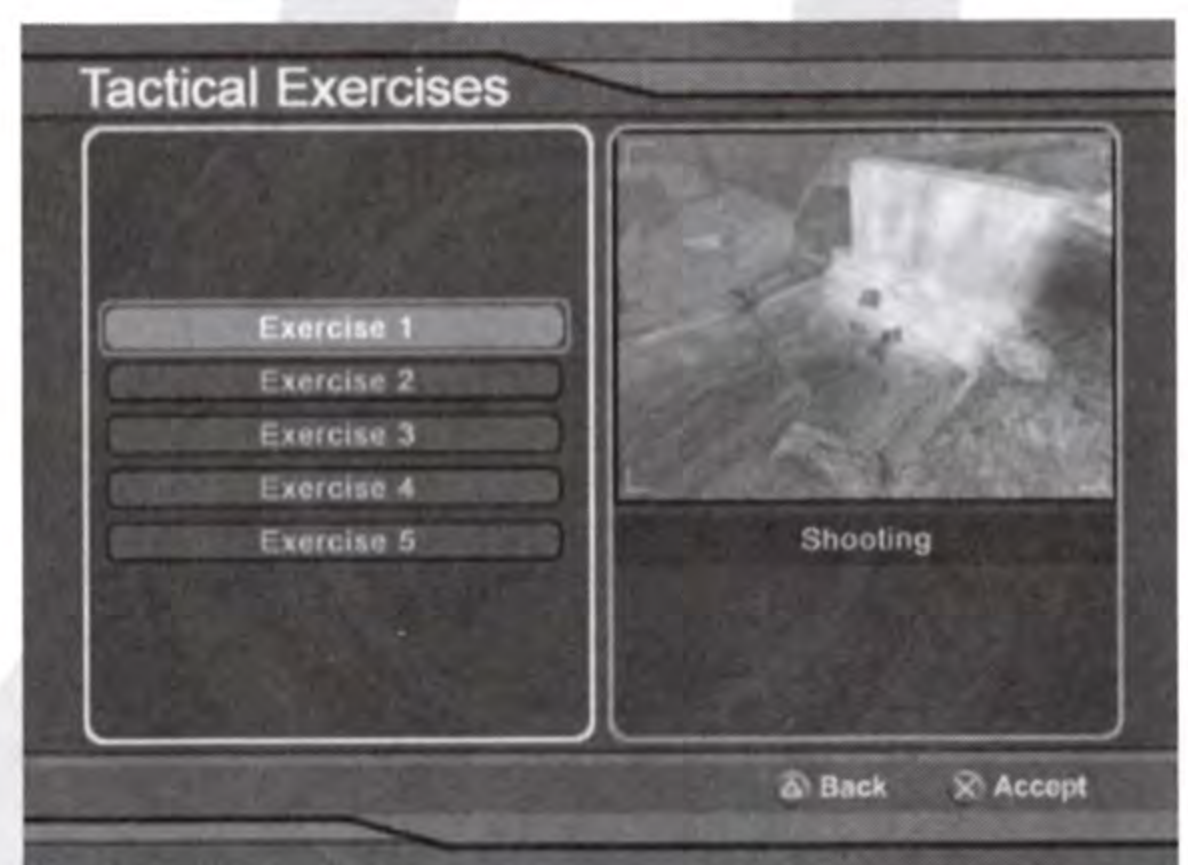 Tactical Exercises
Exercise 1
Exercise 2
Exercise 3
Exercise 4
Exercise 5
Shooting
Back
Accept